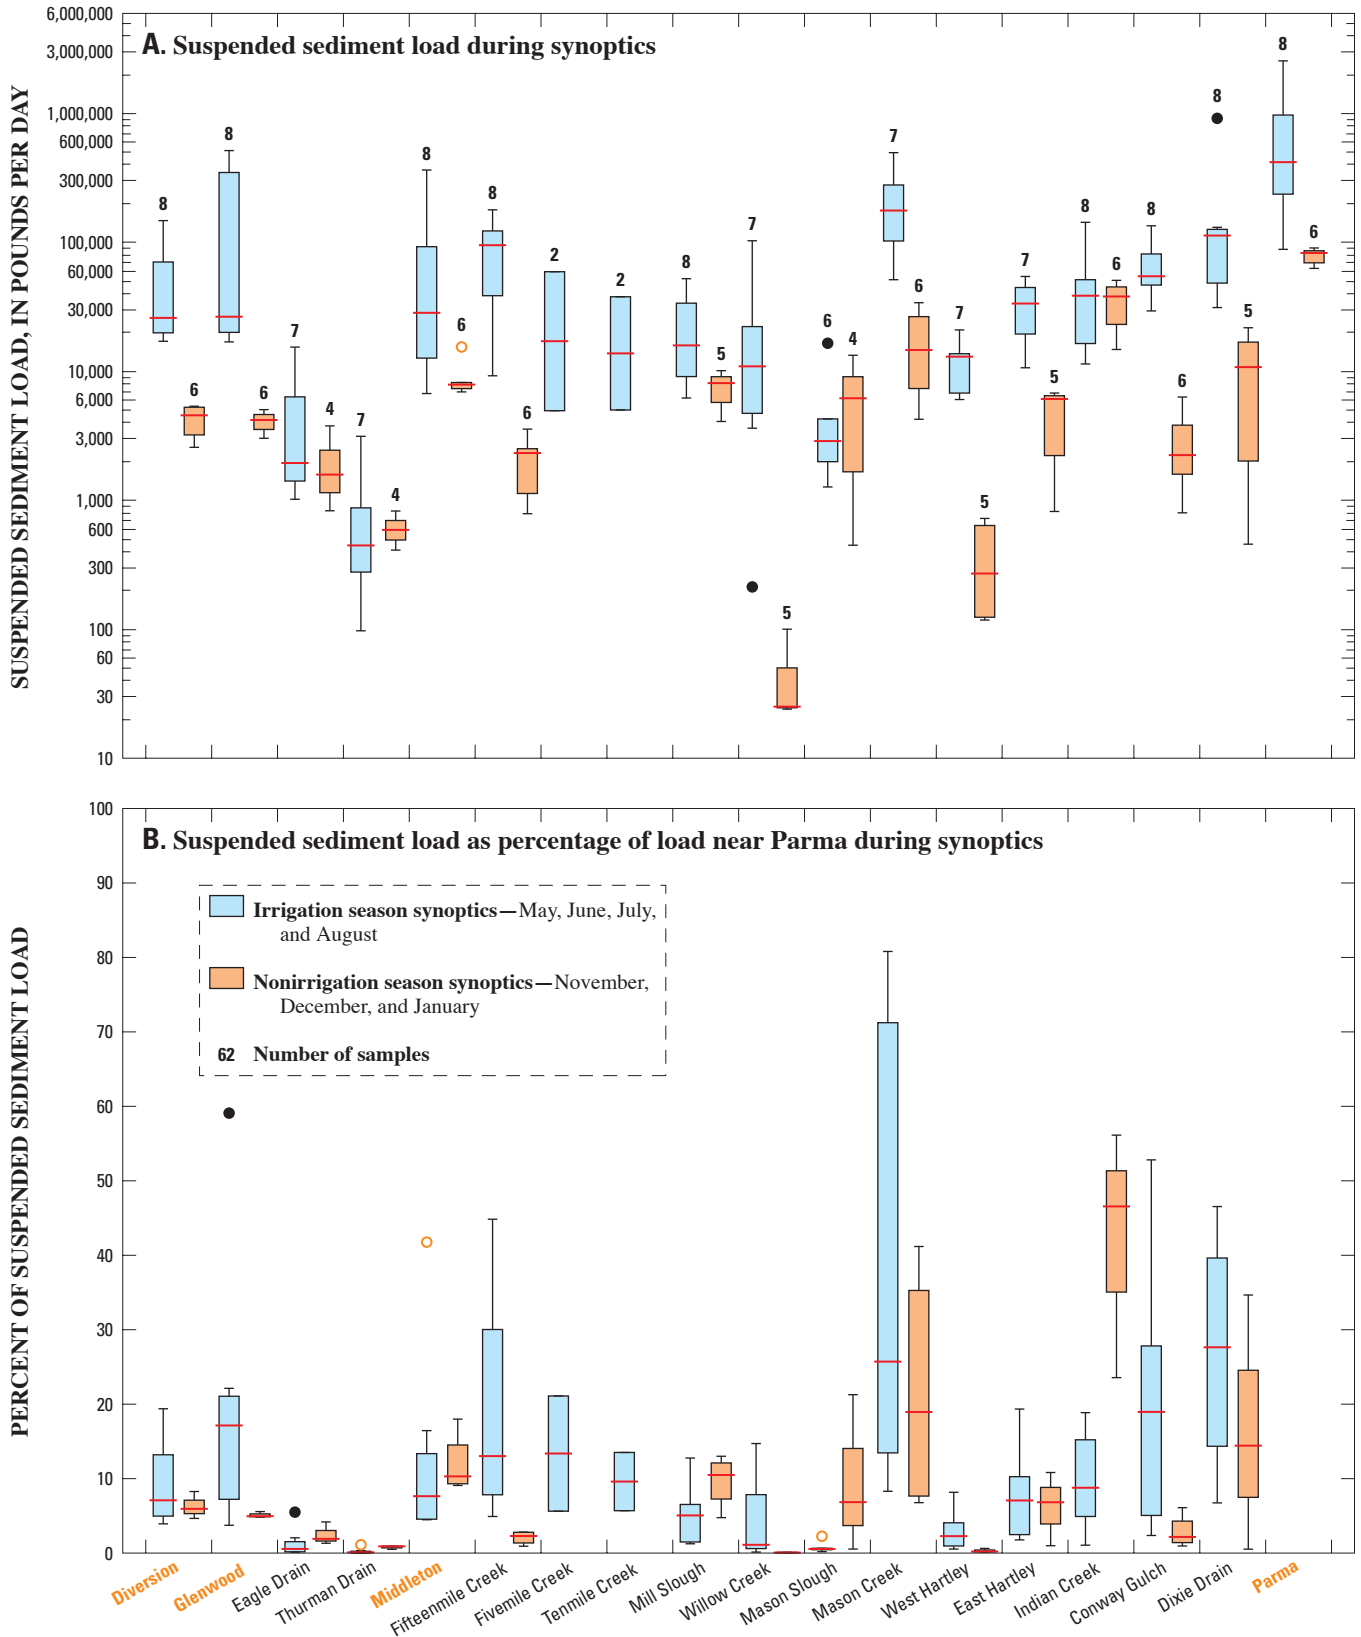 A. Suspended sediment load during synoptics
SUSPENDED SEDIMENT LOAD, IN POUNDS PER DAY
6,000,000
3,000,000
1,000,000
600,000
300,000
100,000
60,000
30,000
10,000
6,000
3,000
1,000
600
300
100
60
30
10
8
6
8
6
7
4
7
4
8
6
8
6
2
2
8
5
7
5
6
4
7
6
7
5
7
5
8
6
8
6
8
5
8
6
B. Suspended sediment load as percentage of load near Parma during synoptics
PERCENT OF SUSPENDED SEDIMENT LOAD
100
90
80
70
60
50
40
30
20
10
0
Irrigation season synoptics—May, June, July,
and August
Nonirrigation season synoptics—November,
December, and January
62 Number of samples
Diversion
Glenwood
Eagle Drain
Thurman Drain
Middleton
Fifteenmile Creek
Fivemile Creek
Tenmile Creek
Mill Slough
Willow Creek
Mason Slough
Mason Creek
West Hartley
East Hartley
Indian Creek
Conway Gulch
Dixie Drain
Parma